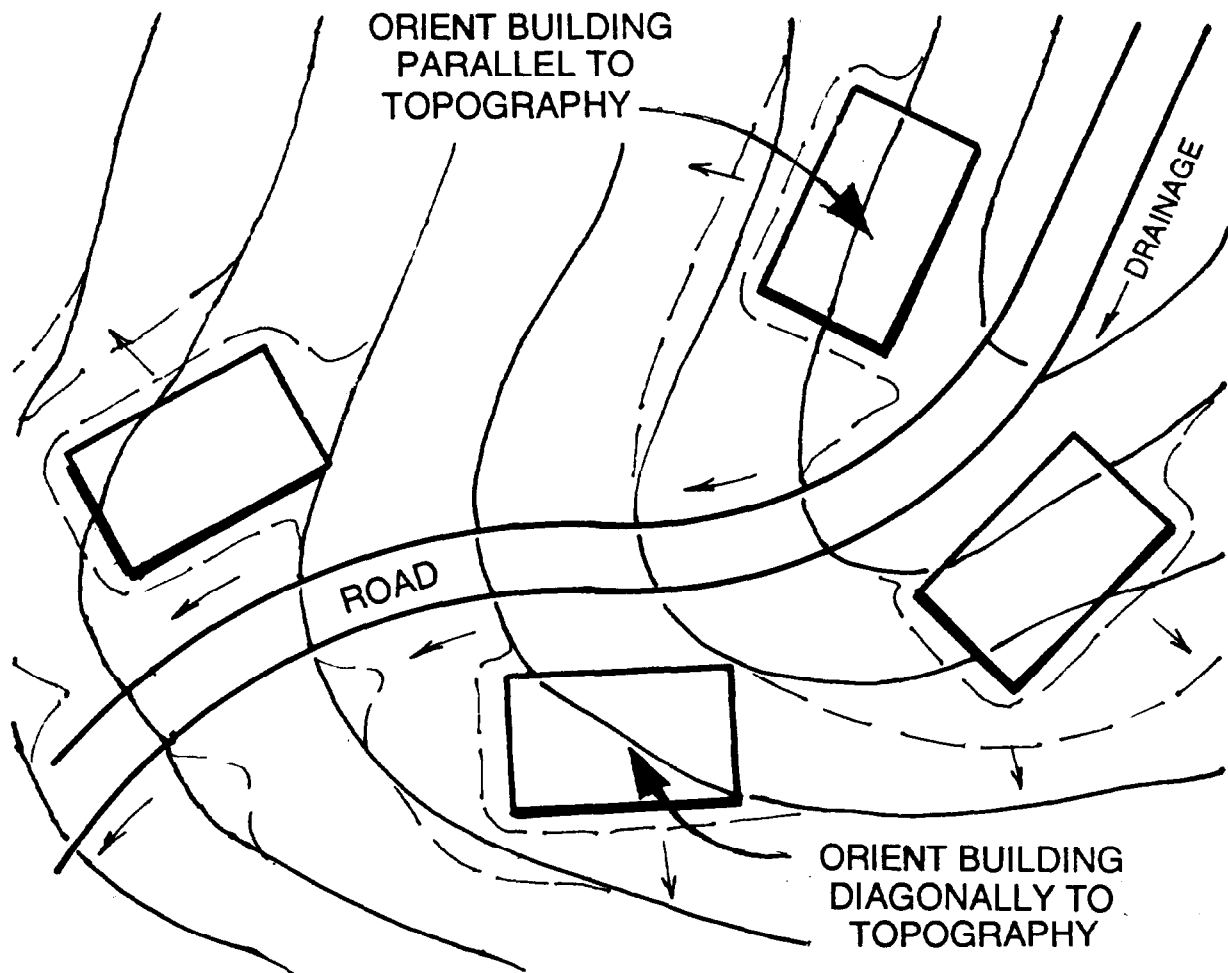 ORIENT BUILDING
PARALLEL TO
TOPOGRAPHY
DRAINAGE
ROAD
ORIENT BUILDING
DIAGONALLY TO
TOPOGRAPHY